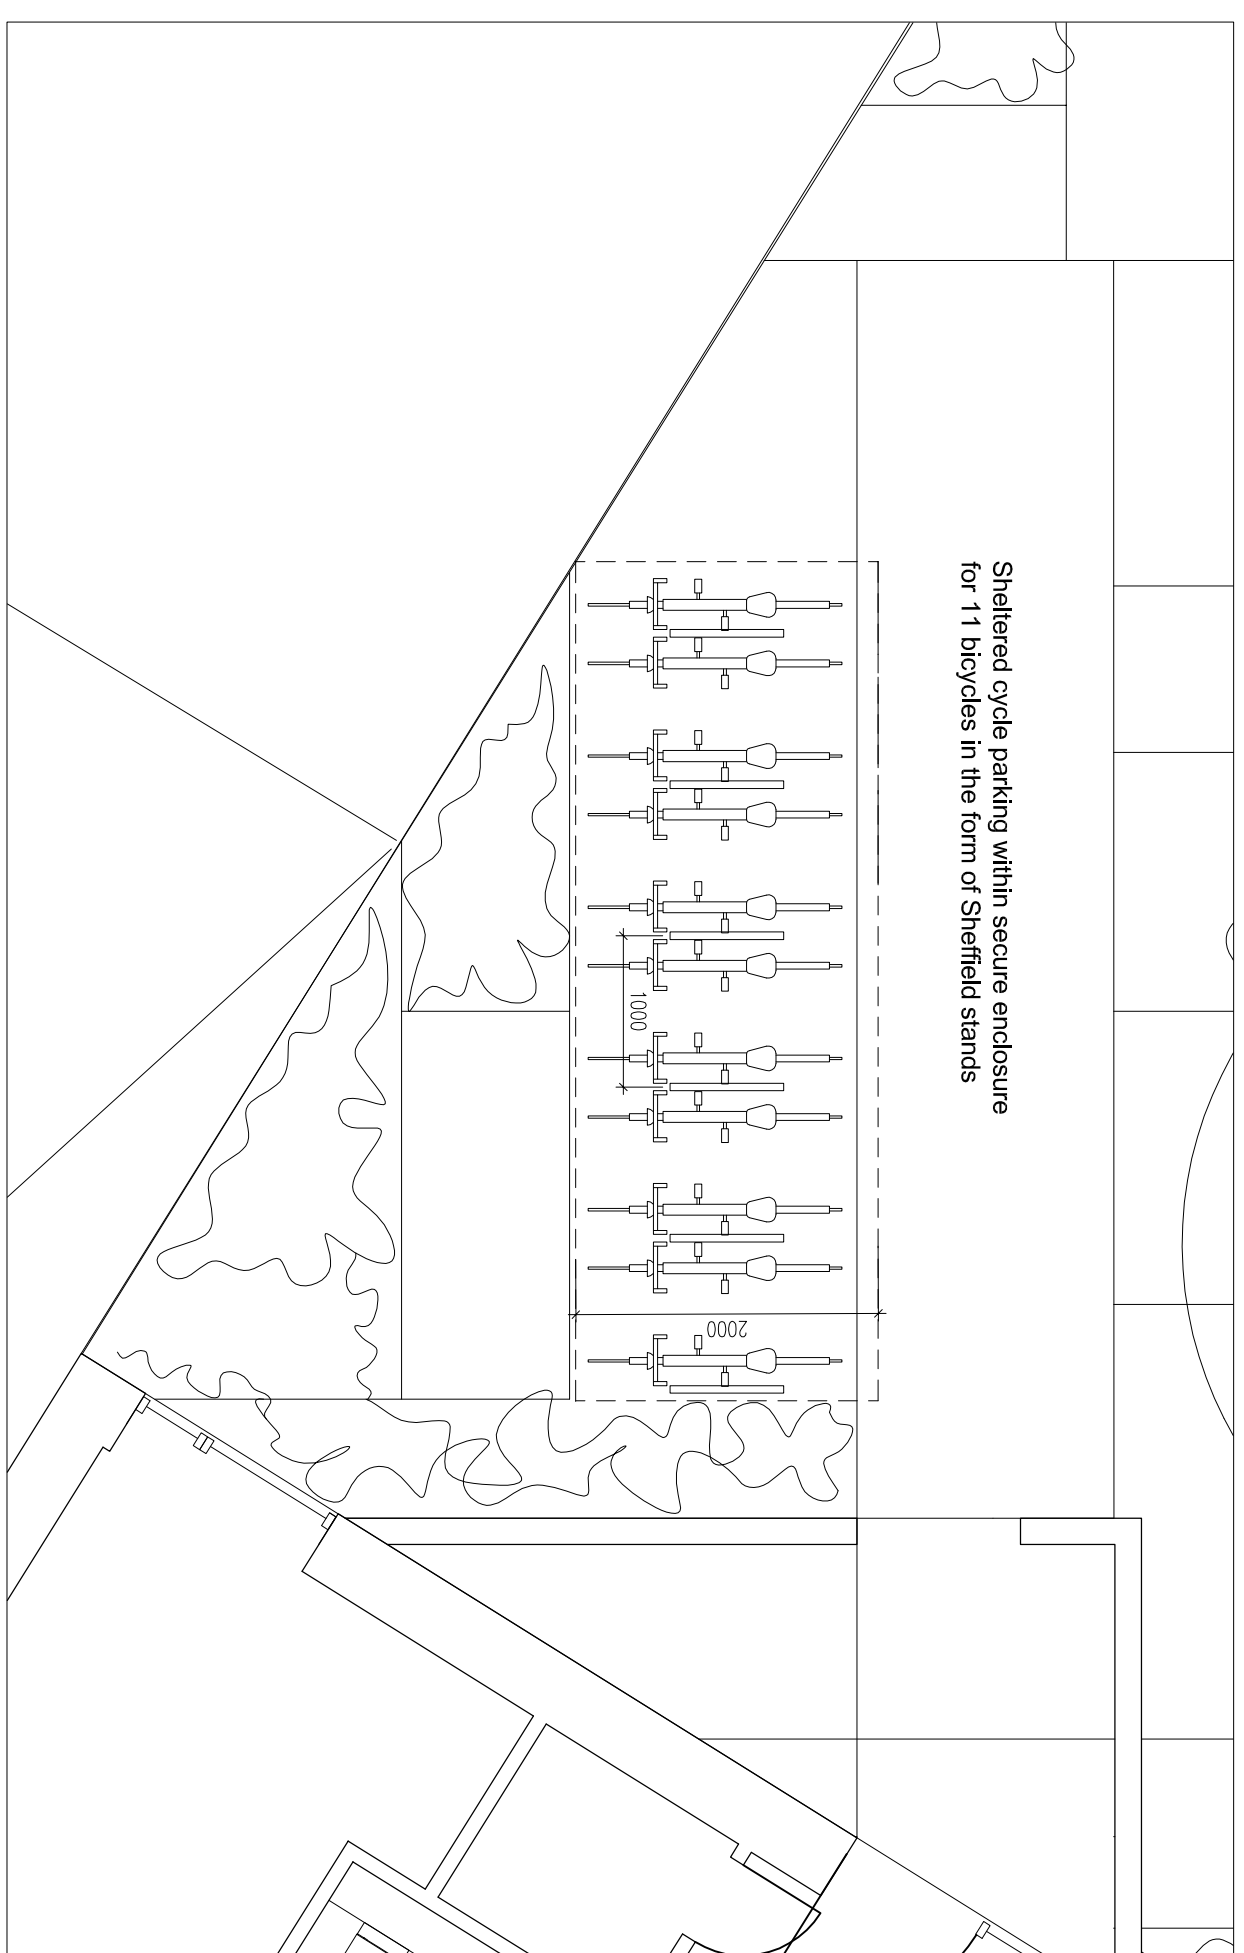 Sheltered cycle parking within secure enclosure
for 11 bicycles in the form of Sheffield stands
1000
2000